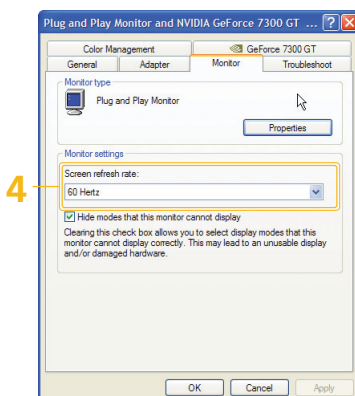 Plug and Play Monitor and NVIDIA GeForce 7300 GT ...
Color Management
GeForce 7300 GT
General
Adapter
Monitor
Troubleshoot
Monitor type
Plug and Play Monitor
Properties
Monitor settings
Screen refresh rate:
4
60 Hertz
Hide modes that this monitor cannot display
Clearing this check box allows you to select display modes that this
monitor cannot display correctly. This may lead to an unusable display
and/or damaged hardware.
OK
Cancel
Apply